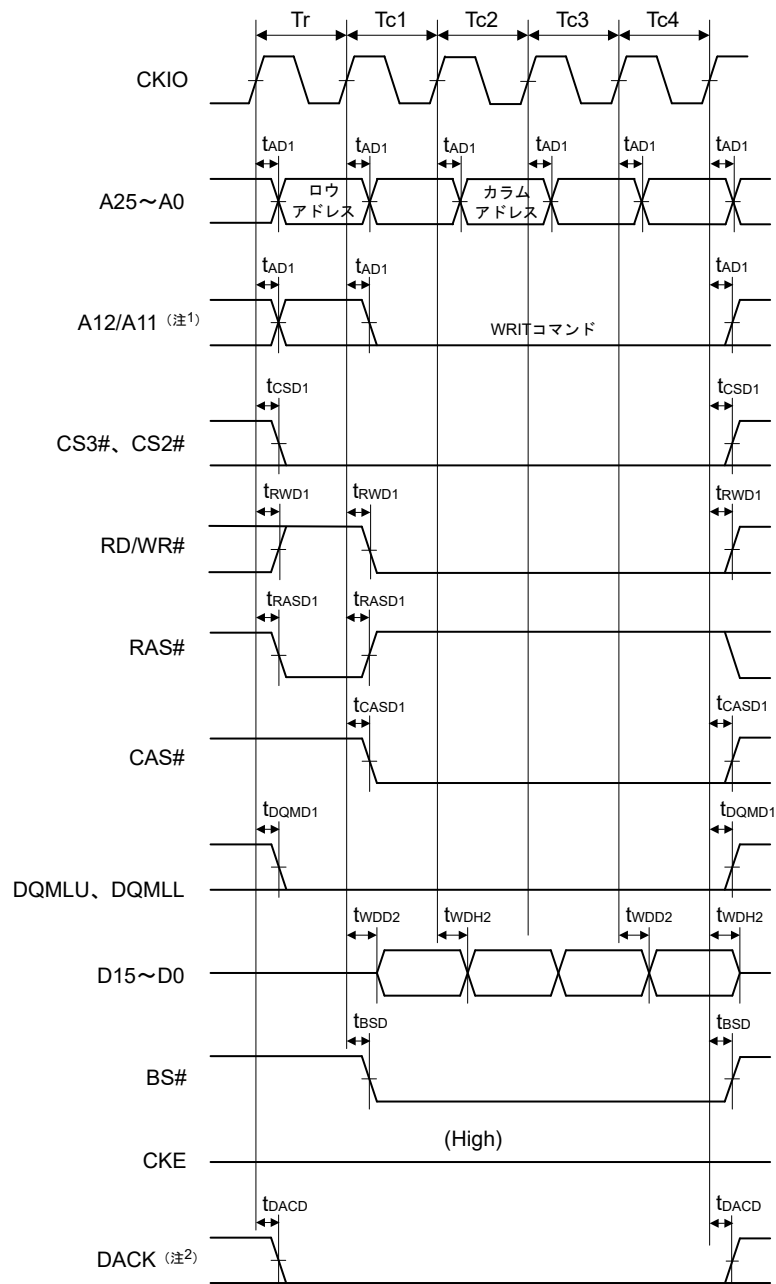 Tr Tc1 Tc2 Tc3 Tc4
CKIO
tAD1 tAD1 tAD1 tAD1 tAD1 tAD1
A25～A0
ロウ
アドレス
カラム
アドレス
tAD1 tAD1 tAD1
A12/A11（注1）
WRITコマンド
tCSD1 tCSD1
CS3#、CS2#
tRWD1 tRWD1 tRWD1
RD/WR#
tRASD1 tRASD1
RAS#
tCASD1 tCASD1
CAS#
tDQMD1 tDQMD1
DQMLU、DQMLL
tWDD2 tWDH2 tWDD2 tWDH2
D15～D0
tBSD tBSD
BS#
(High)
CKE
tDACD tDACD
DACK（注2）